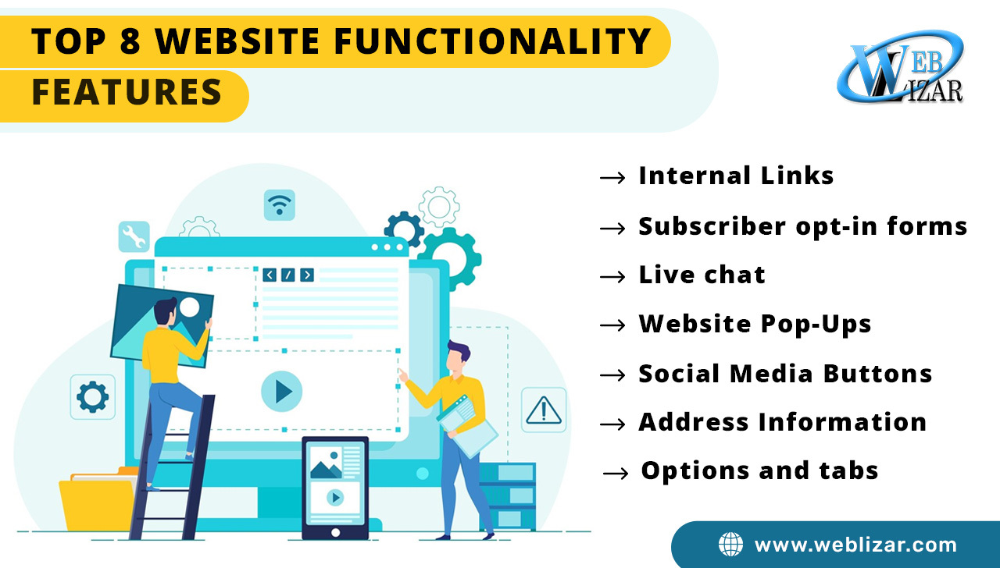 TOP 8 WEBSITE FUNCTIONALITY
FEATURES
WEB
LIZAR
→ Internal Links
→ Subscriber opt-in forms
→ Live chat
→ Website Pop-Ups
→ Social Media Buttons
→ Address Information
→ Options and tabs
< / >
www.weblizar.com